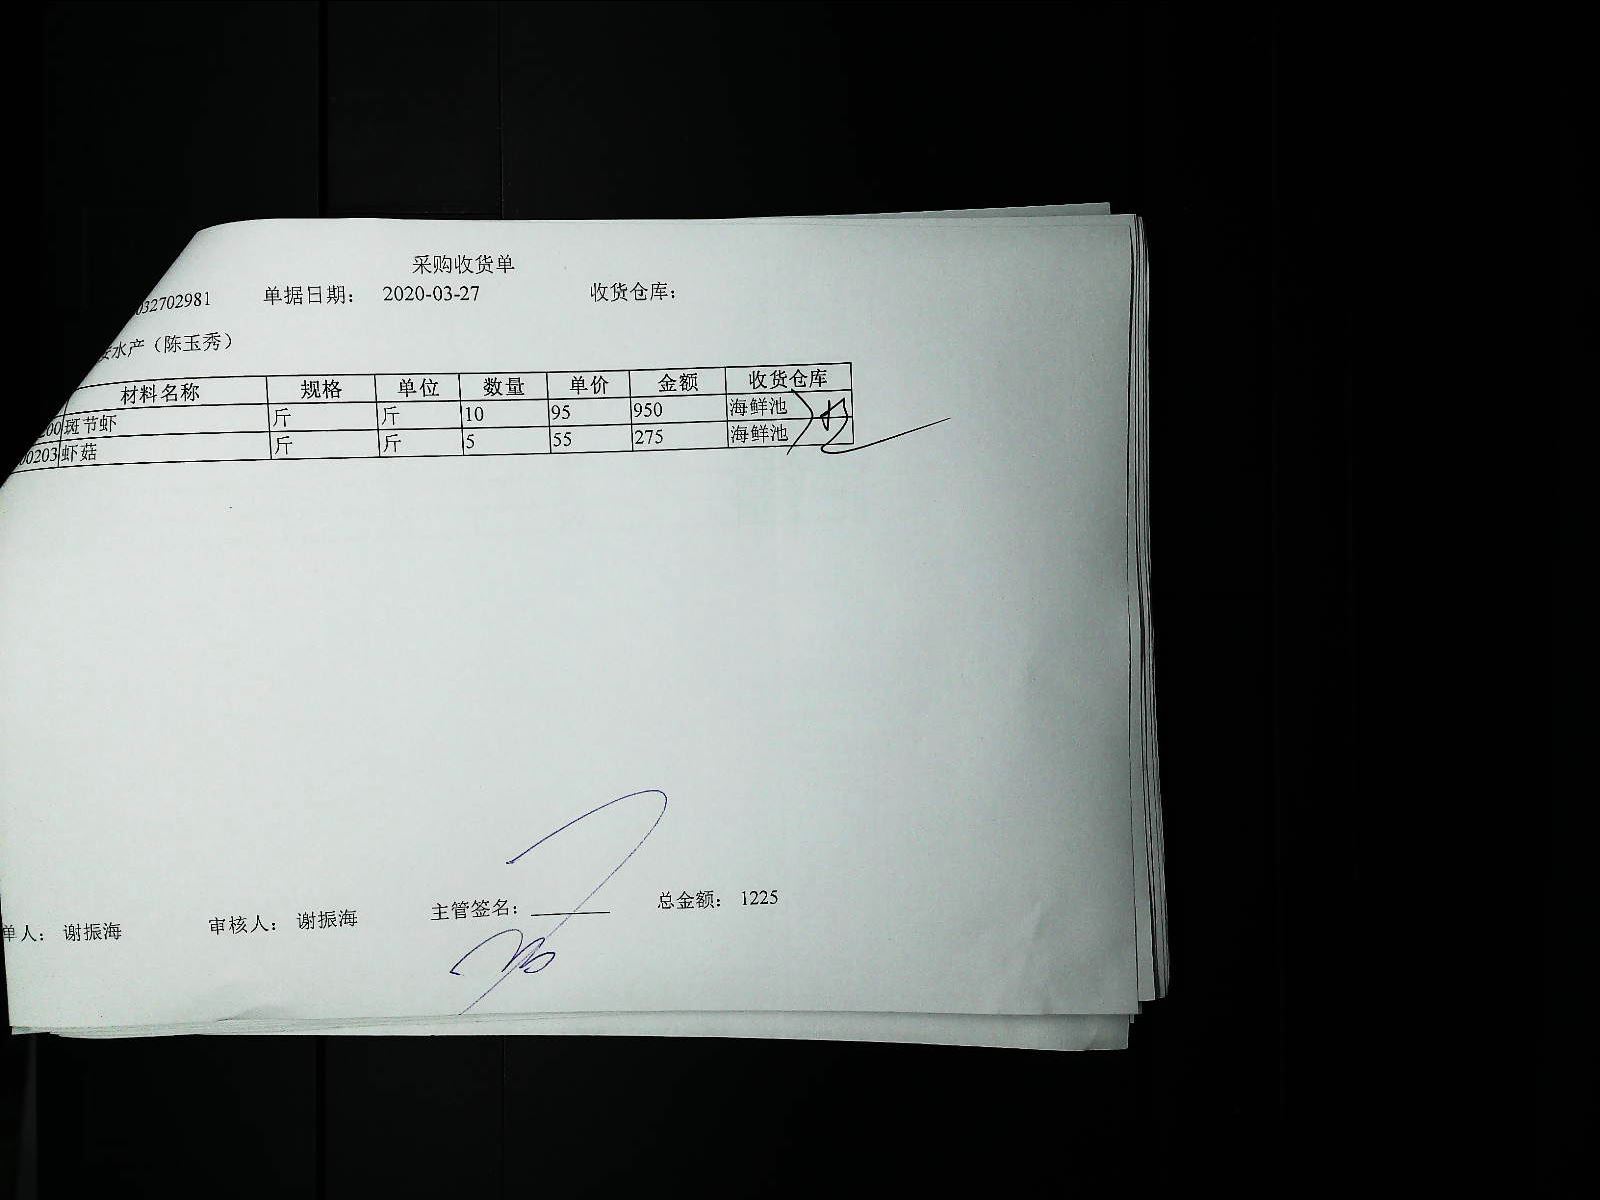 采购收货单
032702981 单据日期： 2020-03-27 收货仓库：
水产（陈玉秀）
材料名称 规格 单位 数量 单价 金额 收货仓库
200 斑节虾 斤 斤 10 95 950 海鲜池
00203 虾菇 斤 斤 5 55 275 海鲜池
单人： 谢振海 审核人： 谢振海 主管签名： 总金额： 1225